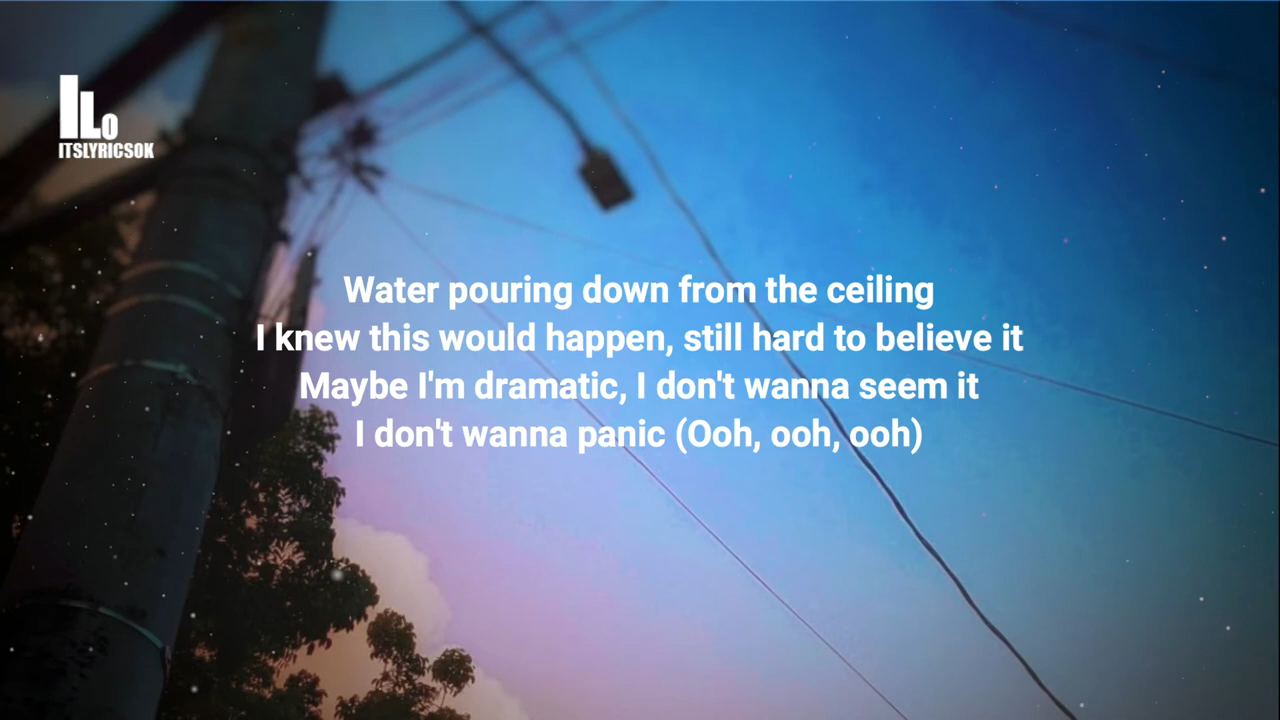 ILO
ITSLYRICSOK
Water pouring down from the ceiling
I knew this would happen, still hard to believe it
Maybe I'm dramatic, I don't wanna seem it
I don't wanna panic (Ooh, ooh, ooh)